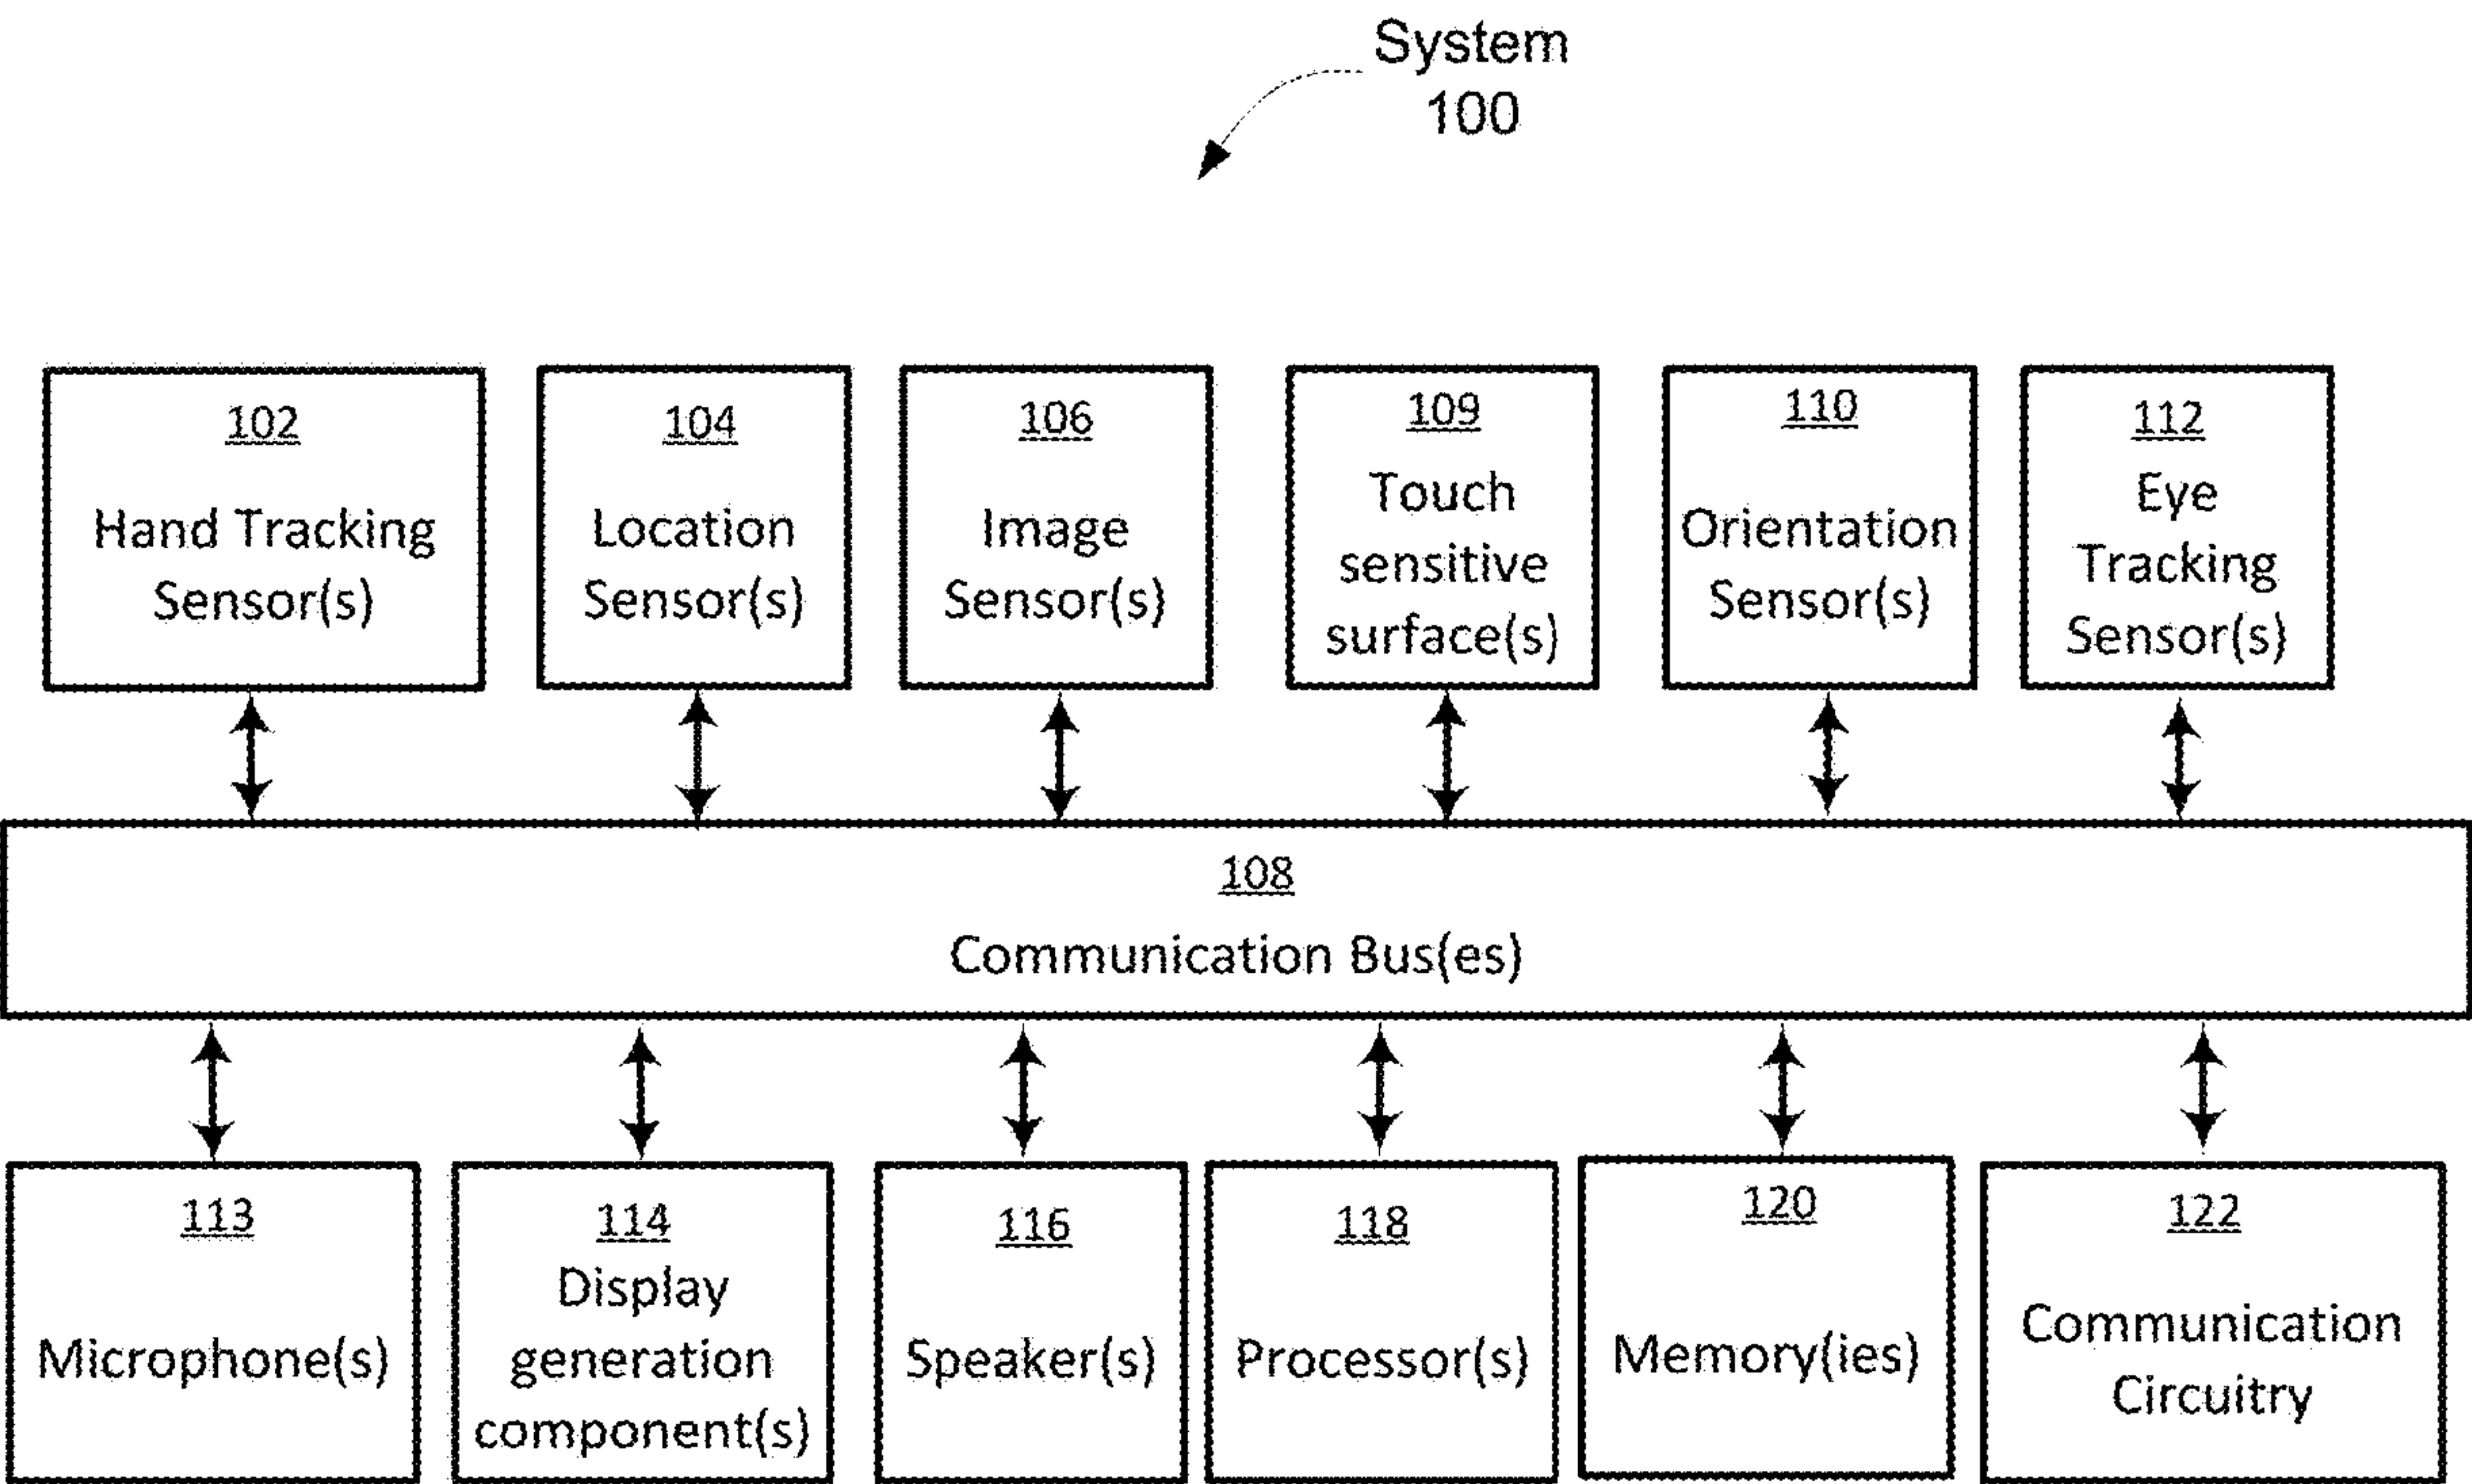 System
100
102
Hand Tracking
Sensor(s)
104
Location
Sensor(s)
106
Image
Sensor(s)
109
Touch
sensitive
surface(s)
110
Orientation
Sensor(s)
112
Eye
Tracking
Sensor(s)
108
Communication Bus(es)
113
Microphone(s)
114
Display
generation
component(s)
116
Speaker(s)
118
Processor(s)
120
Memory(ies)
122
Communication
Circuitry